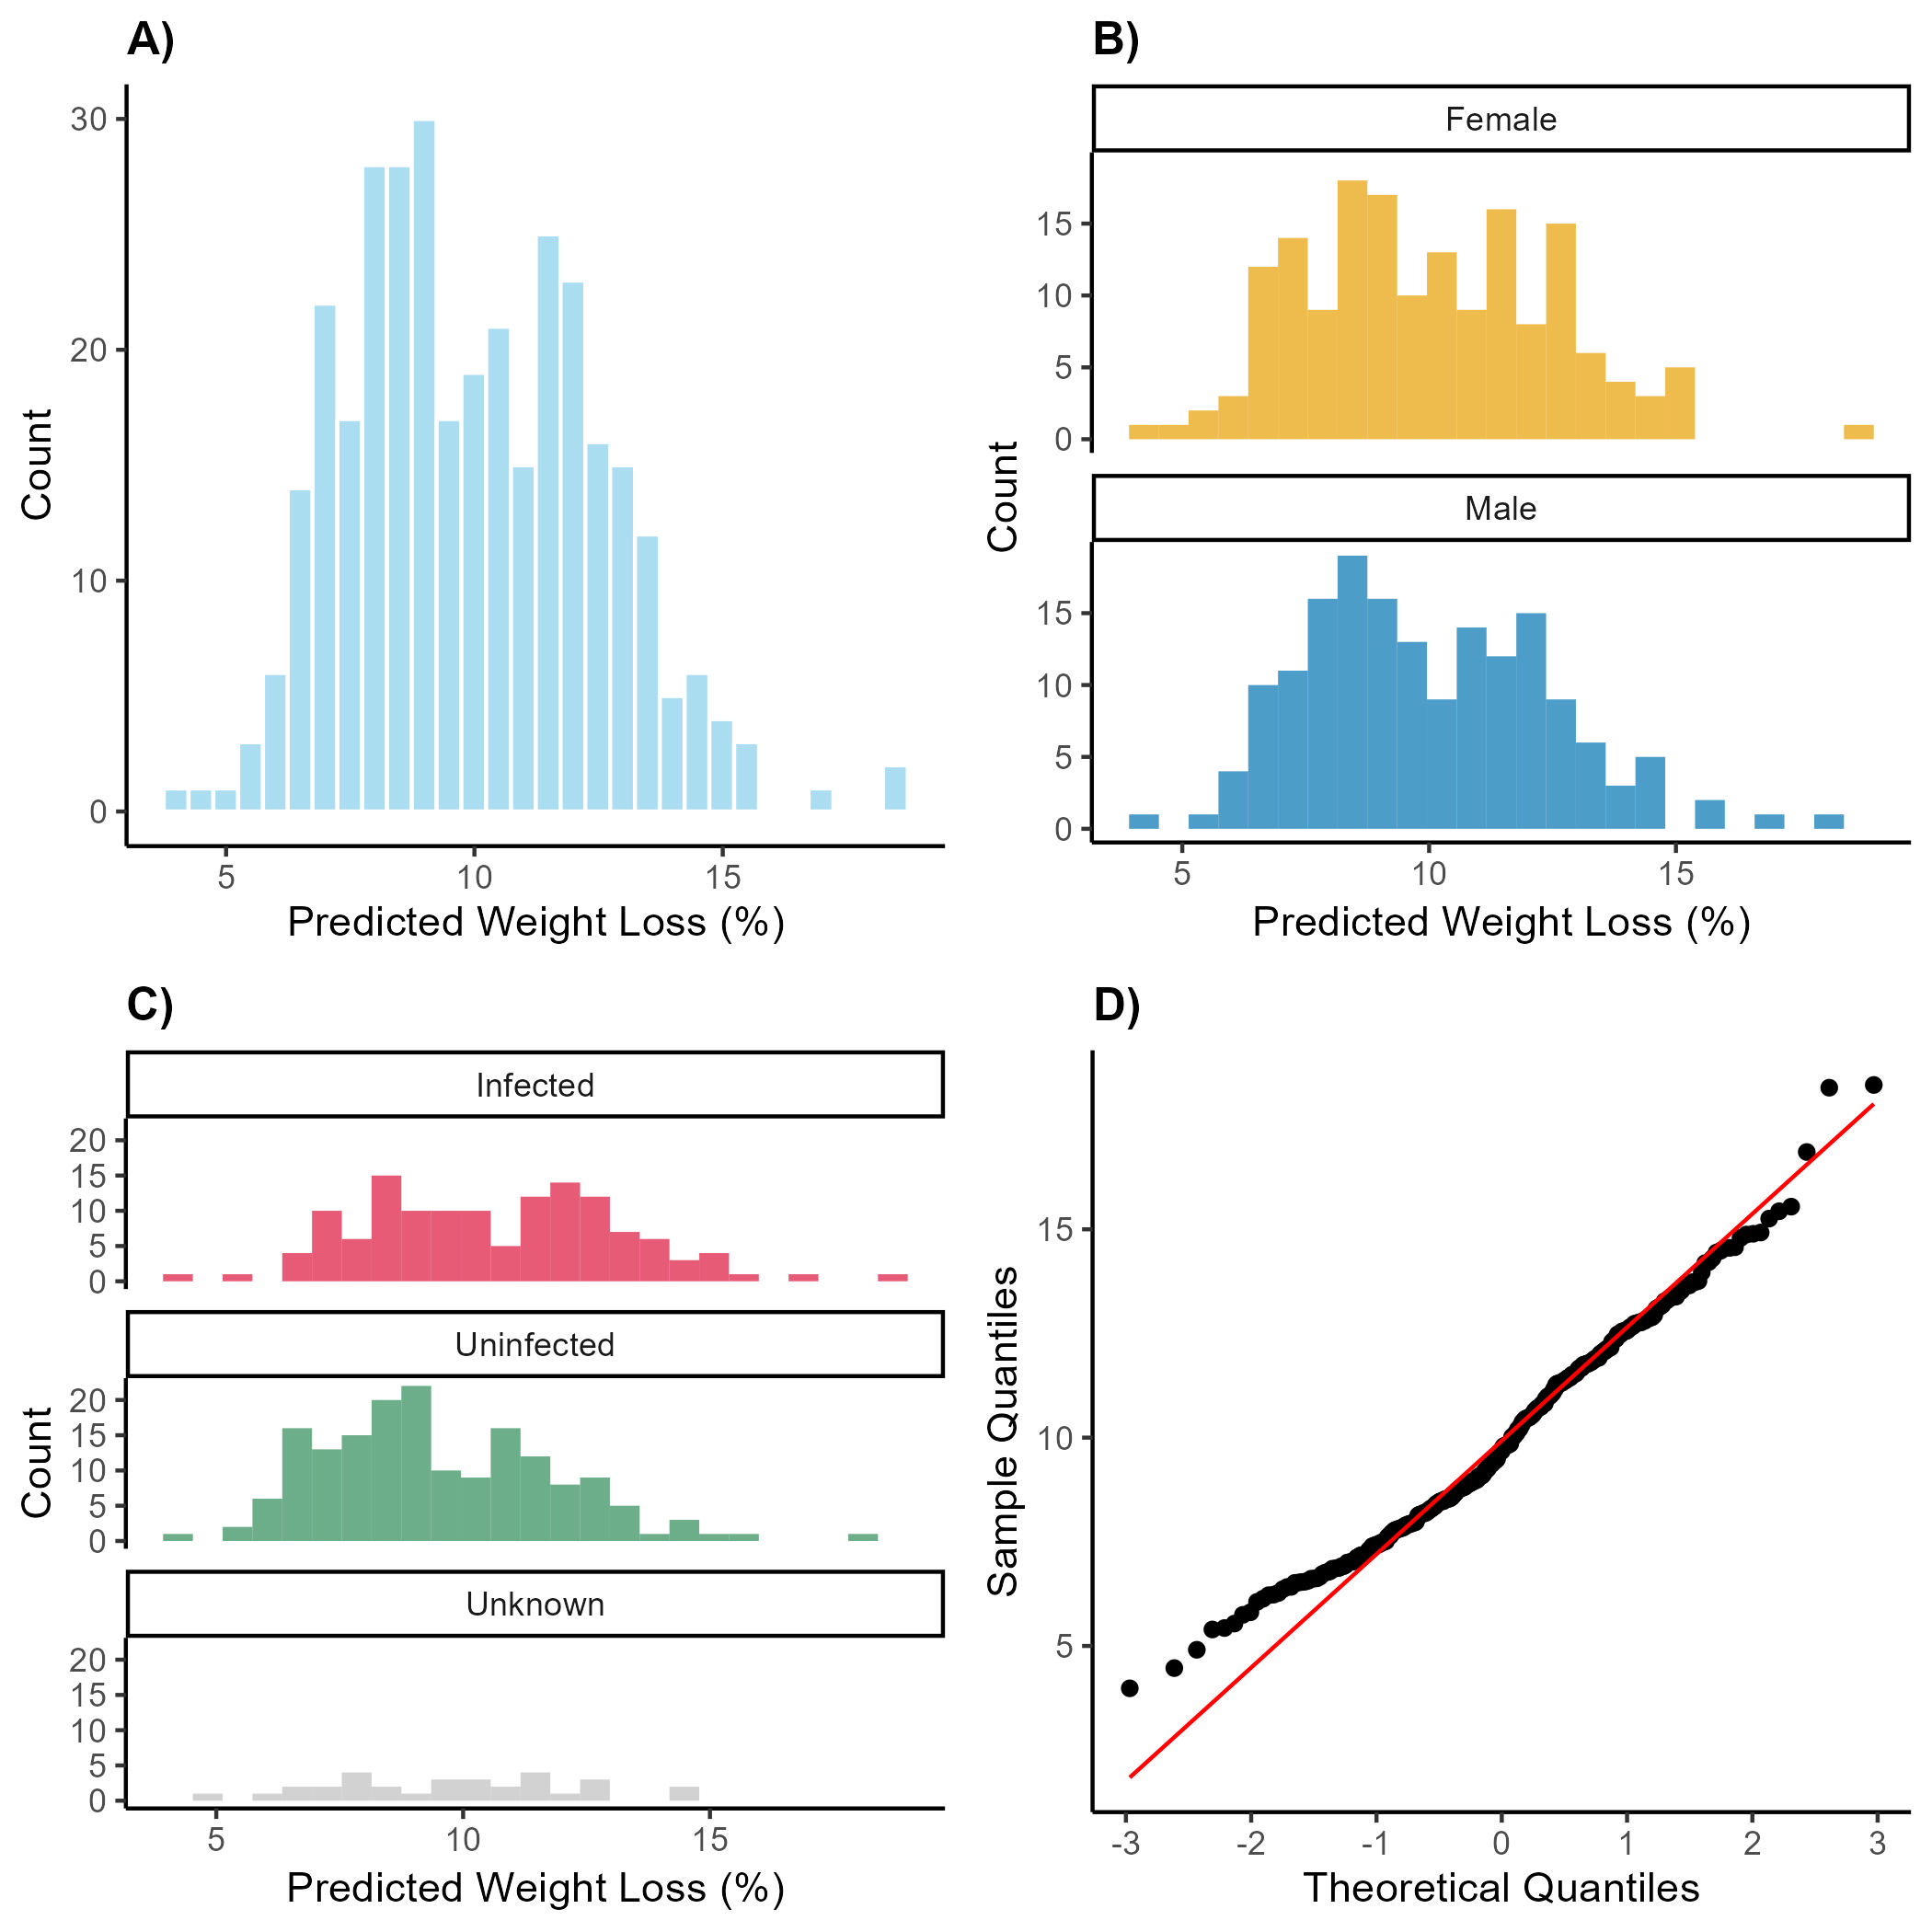 A)
30
20
10
0
Count
5 10 15
Predicted Weight Loss (%)
B)
Female
15
10
5
0
Count
Male
15
10
5
0
5 10 15
Predicted Weight Loss (%)
C)
Infected
20
15
10
5
0
Uninfected
20
15
10
5
0
Count
Unknown
20
15
10
5
0
5 10 15
Predicted Weight Loss (%)
D)
15
10
5
Sample Quantiles
-3 -2 -1 0 1 2 3
Theoretical Quantiles